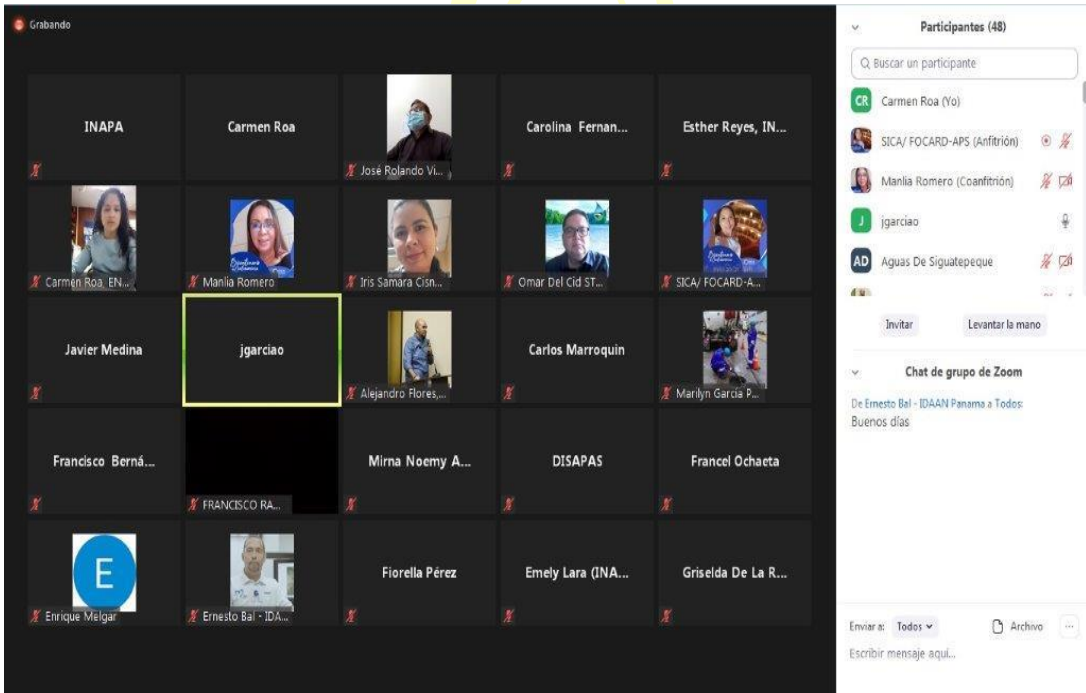 Grabando
INAPA
Carmen Roa
José Rolando Vi...
Carolina Fernan...
Esther Reyes, IN...
Carmen Roa, EN...
Manlia Romero
Iris Samara Cisn...
Omar Del Cid ST...
SICA/ FOCARD-A...
Javier Medina
jgarciao
Alejandro Flores,...
Carlos Marroquin
Marilyn Garcia P...
Francisco Berná...
FRANCISCO RA...
Mirna Noemy A...
DISAPAS
Francel Ochaeta
E
Enrique Melgar
Ernesto Bal - IDA...
Fiorella Pérez
Emely Lara (INA...
Griselda De La R...
Participantes (48)
Buscar un participante
CR Carmen Roa (Yo)
SICA/ FOCARD-APS (Anfitrión)
Manlia Romero (Coanfitrión)
J jgarciao
AD Aguas De Siguatepeque
Invitar Levantar la mano
Chat de grupo de Zoom
De Ernesto Bal - IDAAN Panama a Todos:
Buenos días
Enviar a: Todos Archivo ...
Escribir mensaje aquí...